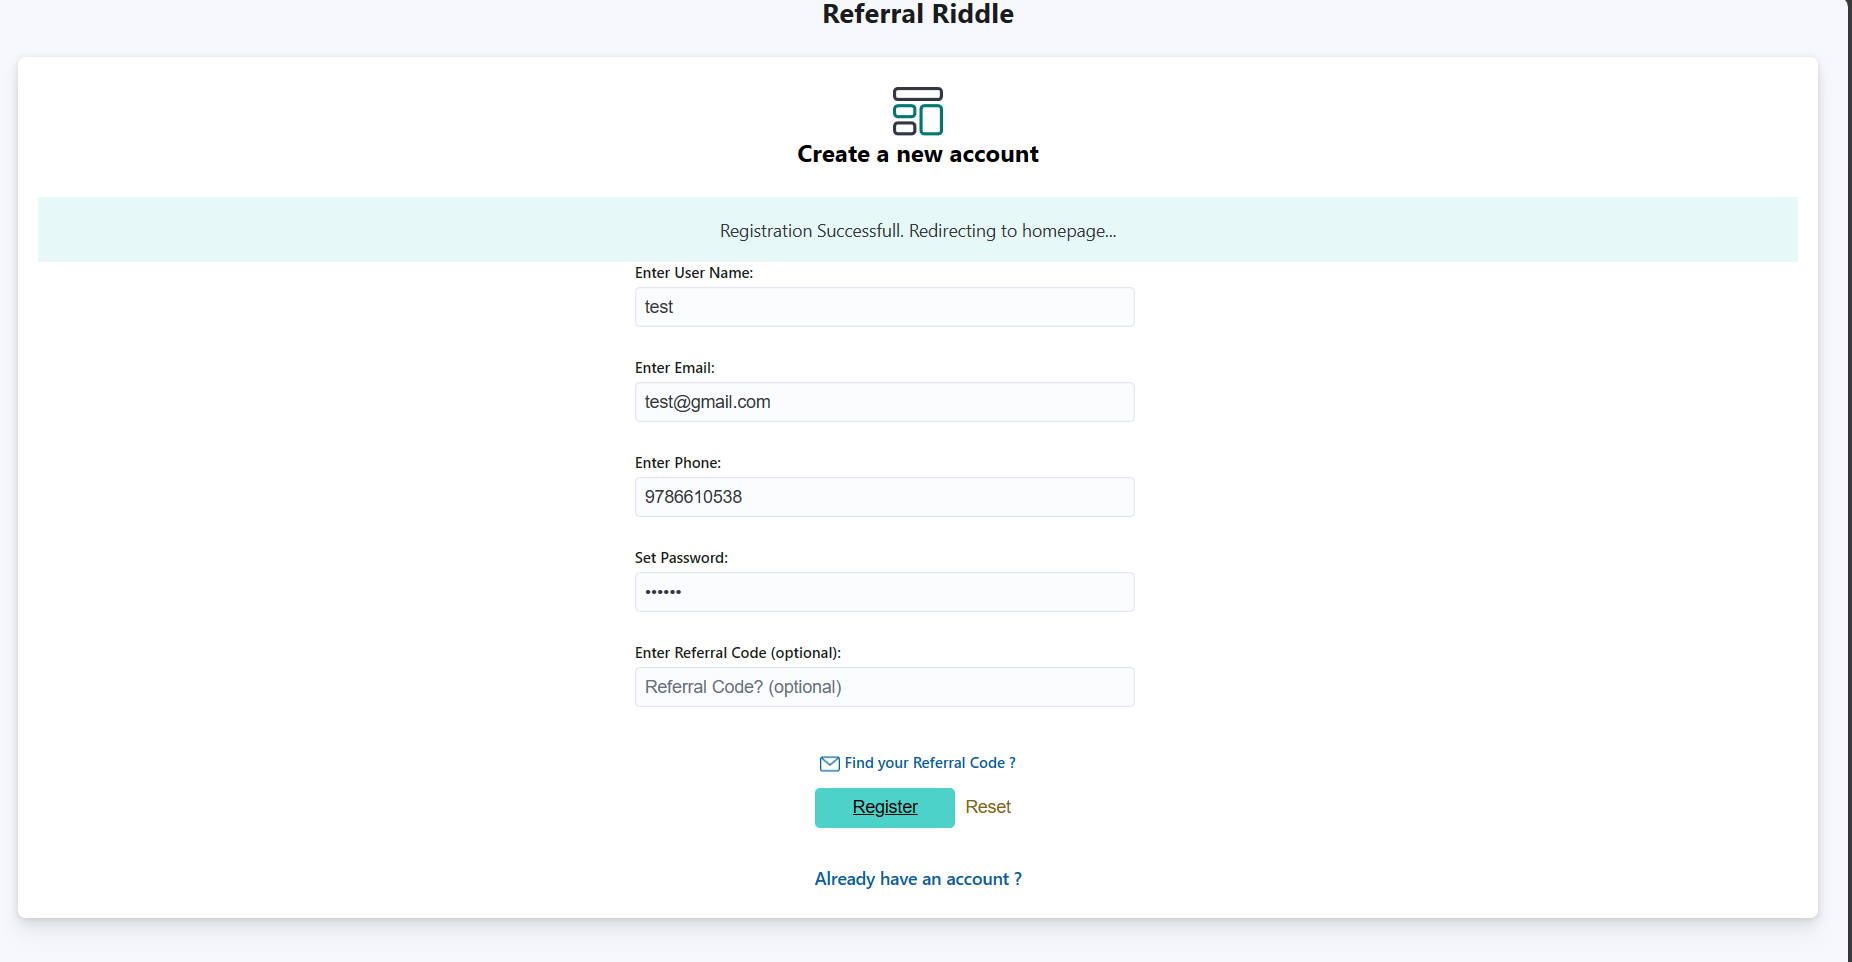 Referral Riddle
Create a new account
Registration Successfull. Redirecting to homepage...
Enter User Name:
test
Enter Email:
test@gmail.com
Enter Phone:
9786610538
Set Password:
••••••
Enter Referral Code (optional):
Referral Code? (optional)
Find your Referral Code ?
Register Reset
Already have an account ?